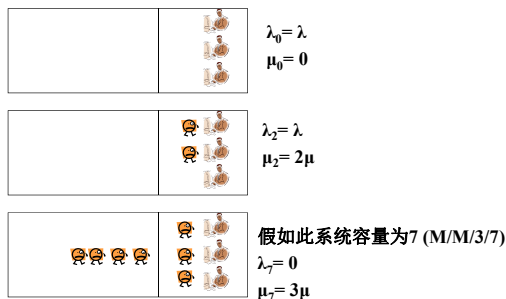 λ₀= λ
μ₀= 0
λ₂= λ
μ₂= 2μ
假如此系统容量为7 (M/M/3/7)
λ₇= 0
μ₇= 3μ